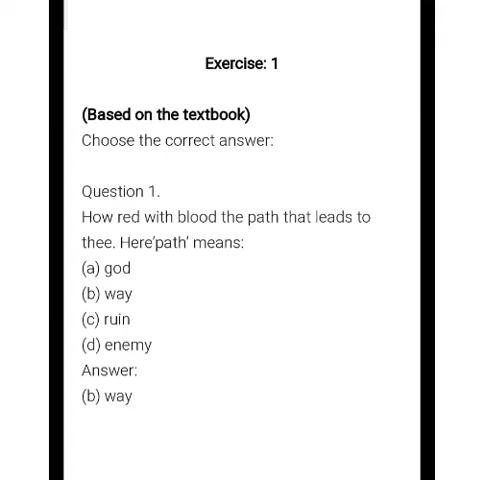 Exercise: 1
(Based on the textbook)
Choose the correct answer:
Question 1.
How red with blood the path that leads to
thee. Here‘path’ means:
(a) god
(b) way
(c) ruin
(d) enemy
Answer:
(b) way